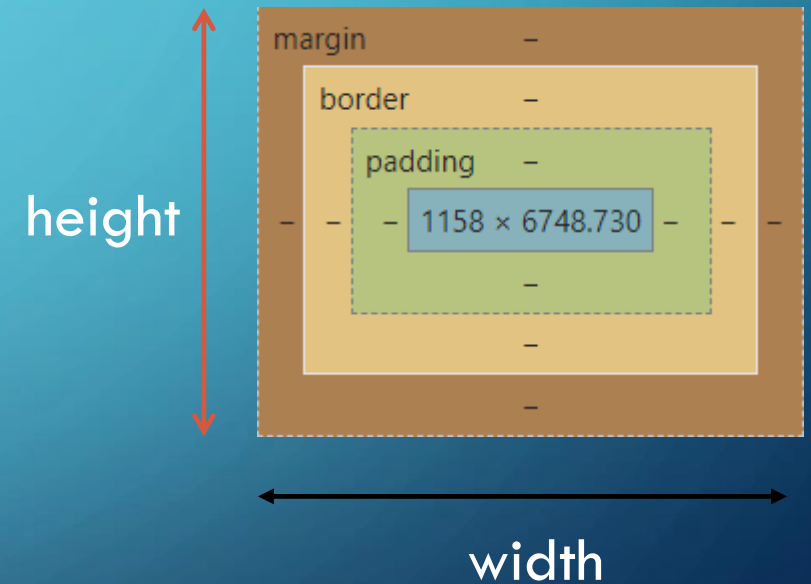 margin –
border –
padding –
height
– – – 1158 × 6748.730 – – –
–
–
–
width